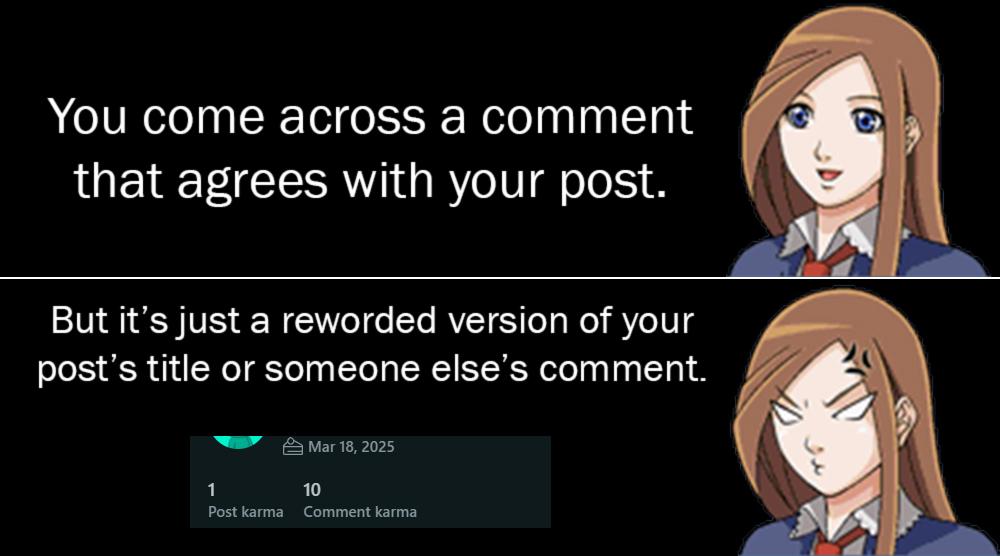 You come across a comment
that agrees with your post.
But it’s just a reworded version of your
post’s title or someone else’s comment.
Mar 18, 2025
1 10
Post karma Comment karma